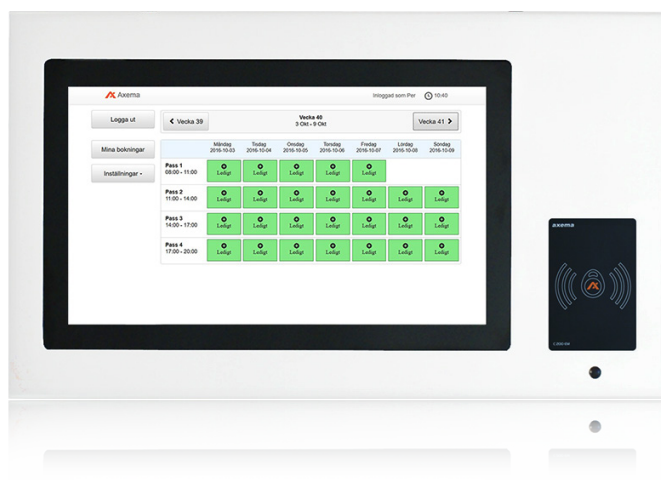 Axema
Inloggad som Per 10:40
Logga ut
Vecka 39
Vecka 40
3 Okt - 9 Okt
Vecka 41
Mina bokningar
Inställningar
Måndag Tisdag Onsdag Torsdag Fredag Lördag Söndag
2016-10-03 2016-10-04 2016-10-05 2016-10-06 2016-10-07 2016-10-08 2016-10-09
Pass 1
08:00 - 11:00
Ledigt Ledigt Ledigt Ledigt Ledigt
Pass 2
11:00 - 14:00
Ledigt Ledigt Ledigt Ledigt Ledigt Ledigt Ledigt
Pass 3
14:00 - 17:00
Ledigt Ledigt Ledigt Ledigt Ledigt Ledigt Ledigt
Pass 4
17:00 - 20:00
Ledigt Ledigt Ledigt Ledigt Ledigt Ledigt Ledigt
axema